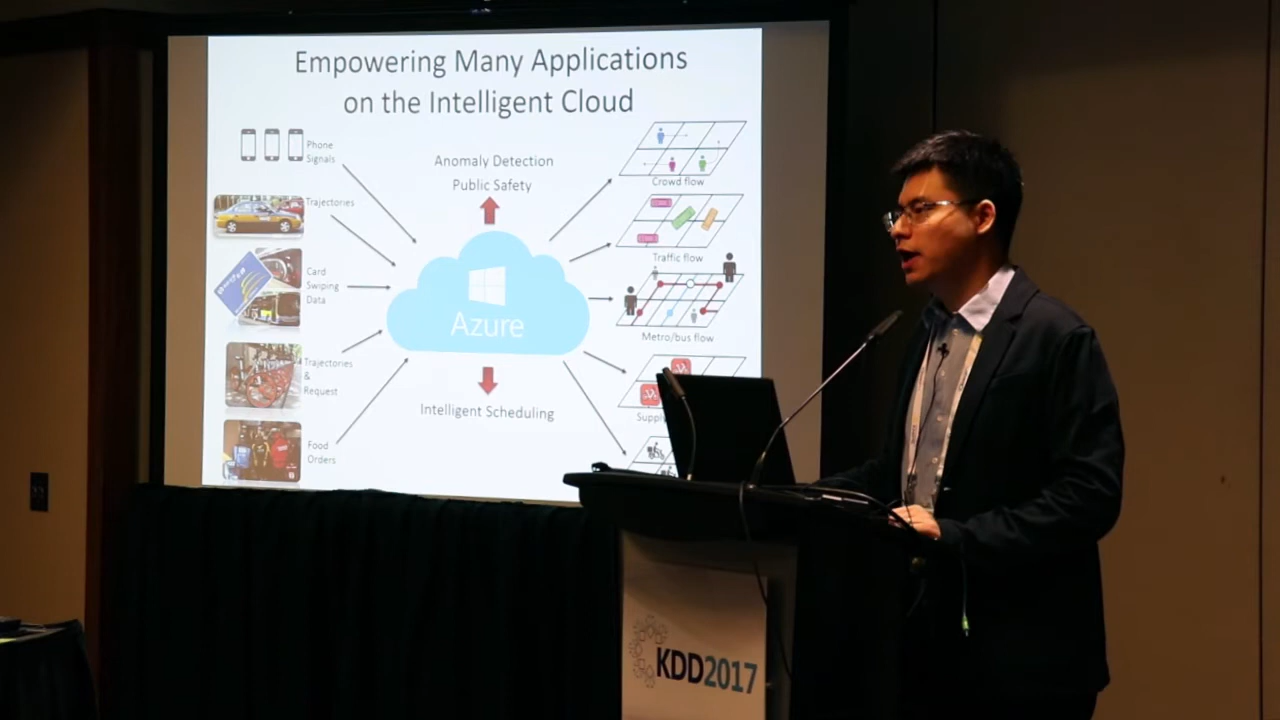 Empowering Many Applications
on the Intelligent Cloud
Phone
Signals
Trajectories
Card
Swiping
Data
Trajectories
&
Request
Food
Orders
Anomaly Detection
Public Safety
Azure
Intelligent Scheduling
Crowd flow
Traffic flow
Metro/bus flow
KDD2017